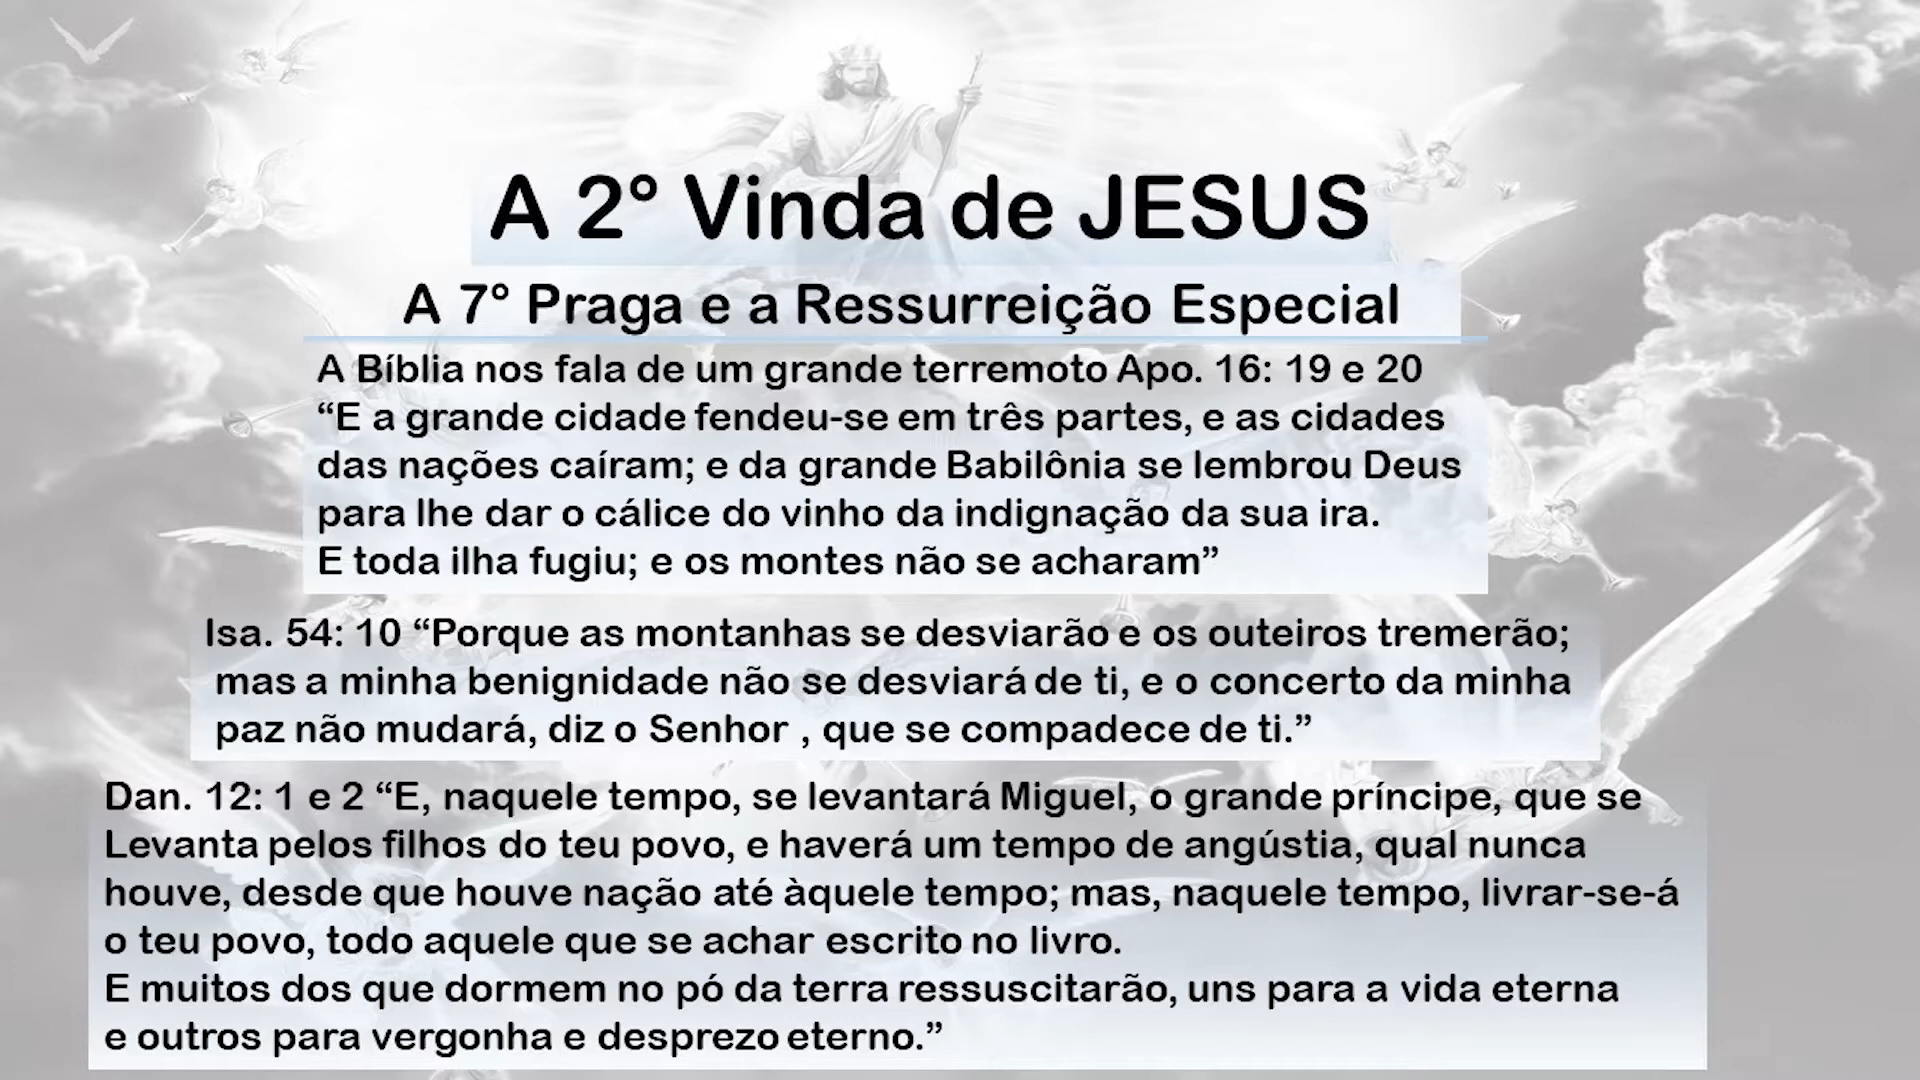 A 2° Vinda de JESUS
A 7° Praga e a Ressurreição Especial
A Bíblia nos fala de um grande terremoto Apo. 16: 19 e 20
“E a grande cidade fendeu-se em três partes, e as cidades
das nações caíram; e da grande Babilônia se lembrou Deus
para lhe dar o cálice do vinho da indignação da sua ira.
E toda ilha fugiu; e os montes não se acharam”
Isa. 54: 10 “Porque as montanhas se desviarão e os outeiros tremerão;
mas a minha benignidade não se desviará de ti, e o concerto da minha
paz não mudará, diz o Senhor , que se compadece de ti.”
Dan. 12: 1 e 2 “E, naquele tempo, se levantará Miguel, o grande príncipe, que se
Levanta pelos filhos do teu povo, e haverá um tempo de angústia, qual nunca
houve, desde que houve nação até àquele tempo; mas, naquele tempo, livrar-se-á
o teu povo, todo aquele que se achar escrito no livro.
E muitos dos que dormem no pó da terra ressuscitarão, uns para a vida eterna
e outros para vergonha e desprezo eterno.”